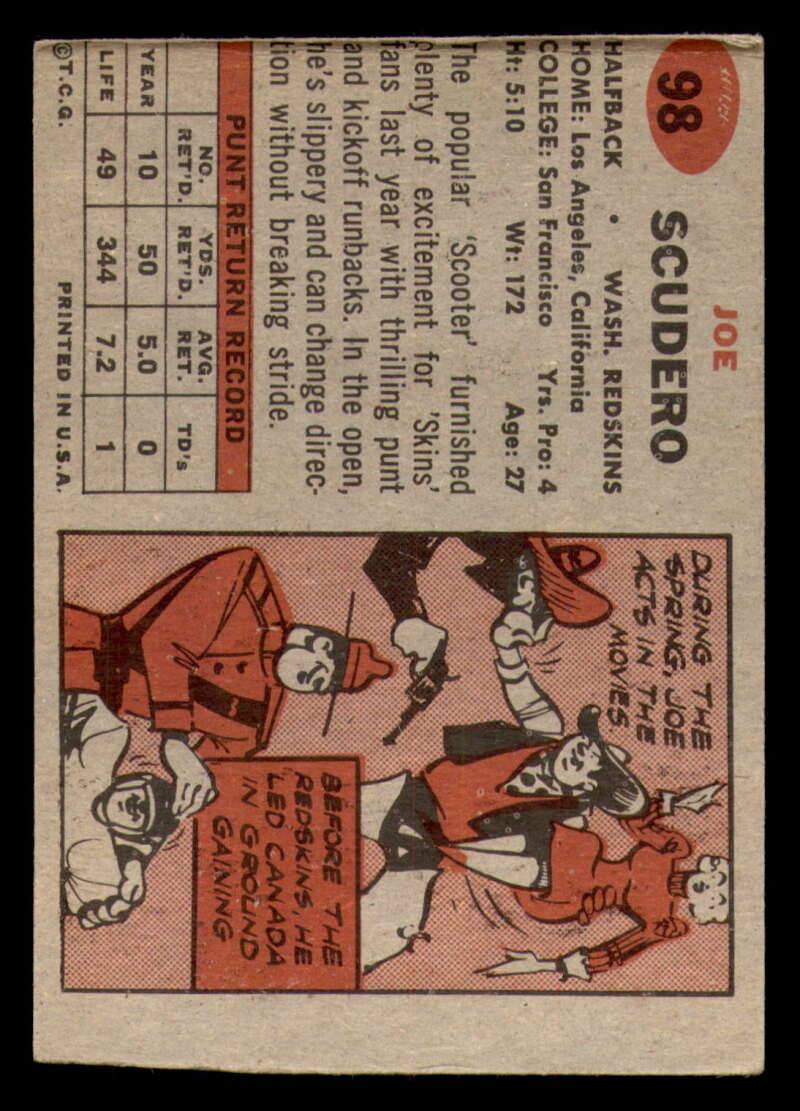 98
JOE
SCUDERO
HALFBACK • WASH. REDSKINS
HOME: Los Angeles, California
COLLEGE: San Francisco Yrs. Pro: 4
Ht: 5:10 Wt: 172 Age: 27
The popular 'Scooter' furnished
plenty of excitement for 'Skins'
fans last year with thrilling punt
and kickoff runbacks. In the open,
he's slippery and can change direc-
tion without breaking stride.
PUNT RETURN RECORD
NO. RET'D. YDS. RET'D. AVG. RET. TD's
YEAR 10 50 5.0 0
LIFE 49 344 7.2 1
©T.C.G. PRINTED IN U.S.A.
DURING THE
SPRING, JOE
ACTS IN THE
MOVIES
BEFORE THE
REDSKINS, HE
LED CANADA
IN GROUND
GAINING